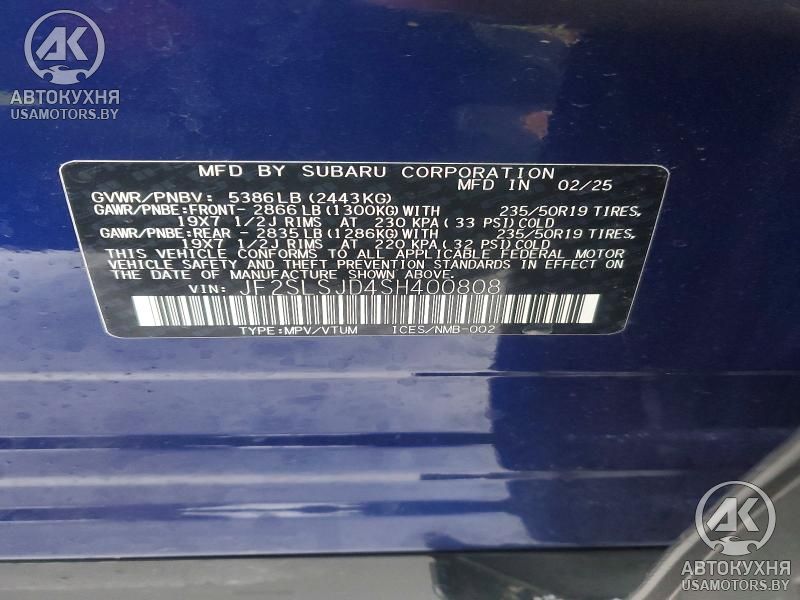 АК
АВТОКУХНЯ
USAMOTORS.BY
MFD BY SUBARU CORPORATION
MFD IN 02/25
GVWR/PNBV: 5386LB (2443KG)
GAWR/PNBE:FRONT- 2866LB (1300KG)WITH 235/50R19 TIRES,
19X7 1/2J RIMS AT 230 KPA (33 PSI)COLD
GAWR/PNBE:REAR - 2835LB (1286KG)WITH 235/50R19 TIRES,
19X7 1/2J RIMS AT 220 KPA (32 PSI)COLD
THIS VEHICLE CONFORMS TO ALL APPLICABLE FEDERAL MOTOR
VEHICLE SAFETY AND THEFT PREVENTION STANDARDS IN EFFECT ON
THE DATE OF MANUFACTURE SHOWN ABOVE.
VIN: JF2SLSJD4SH400808
TYPE:MPV/VTUM ICES/NMB-002
АК
АВТОКУХНЯ
USAMOTORS.BY